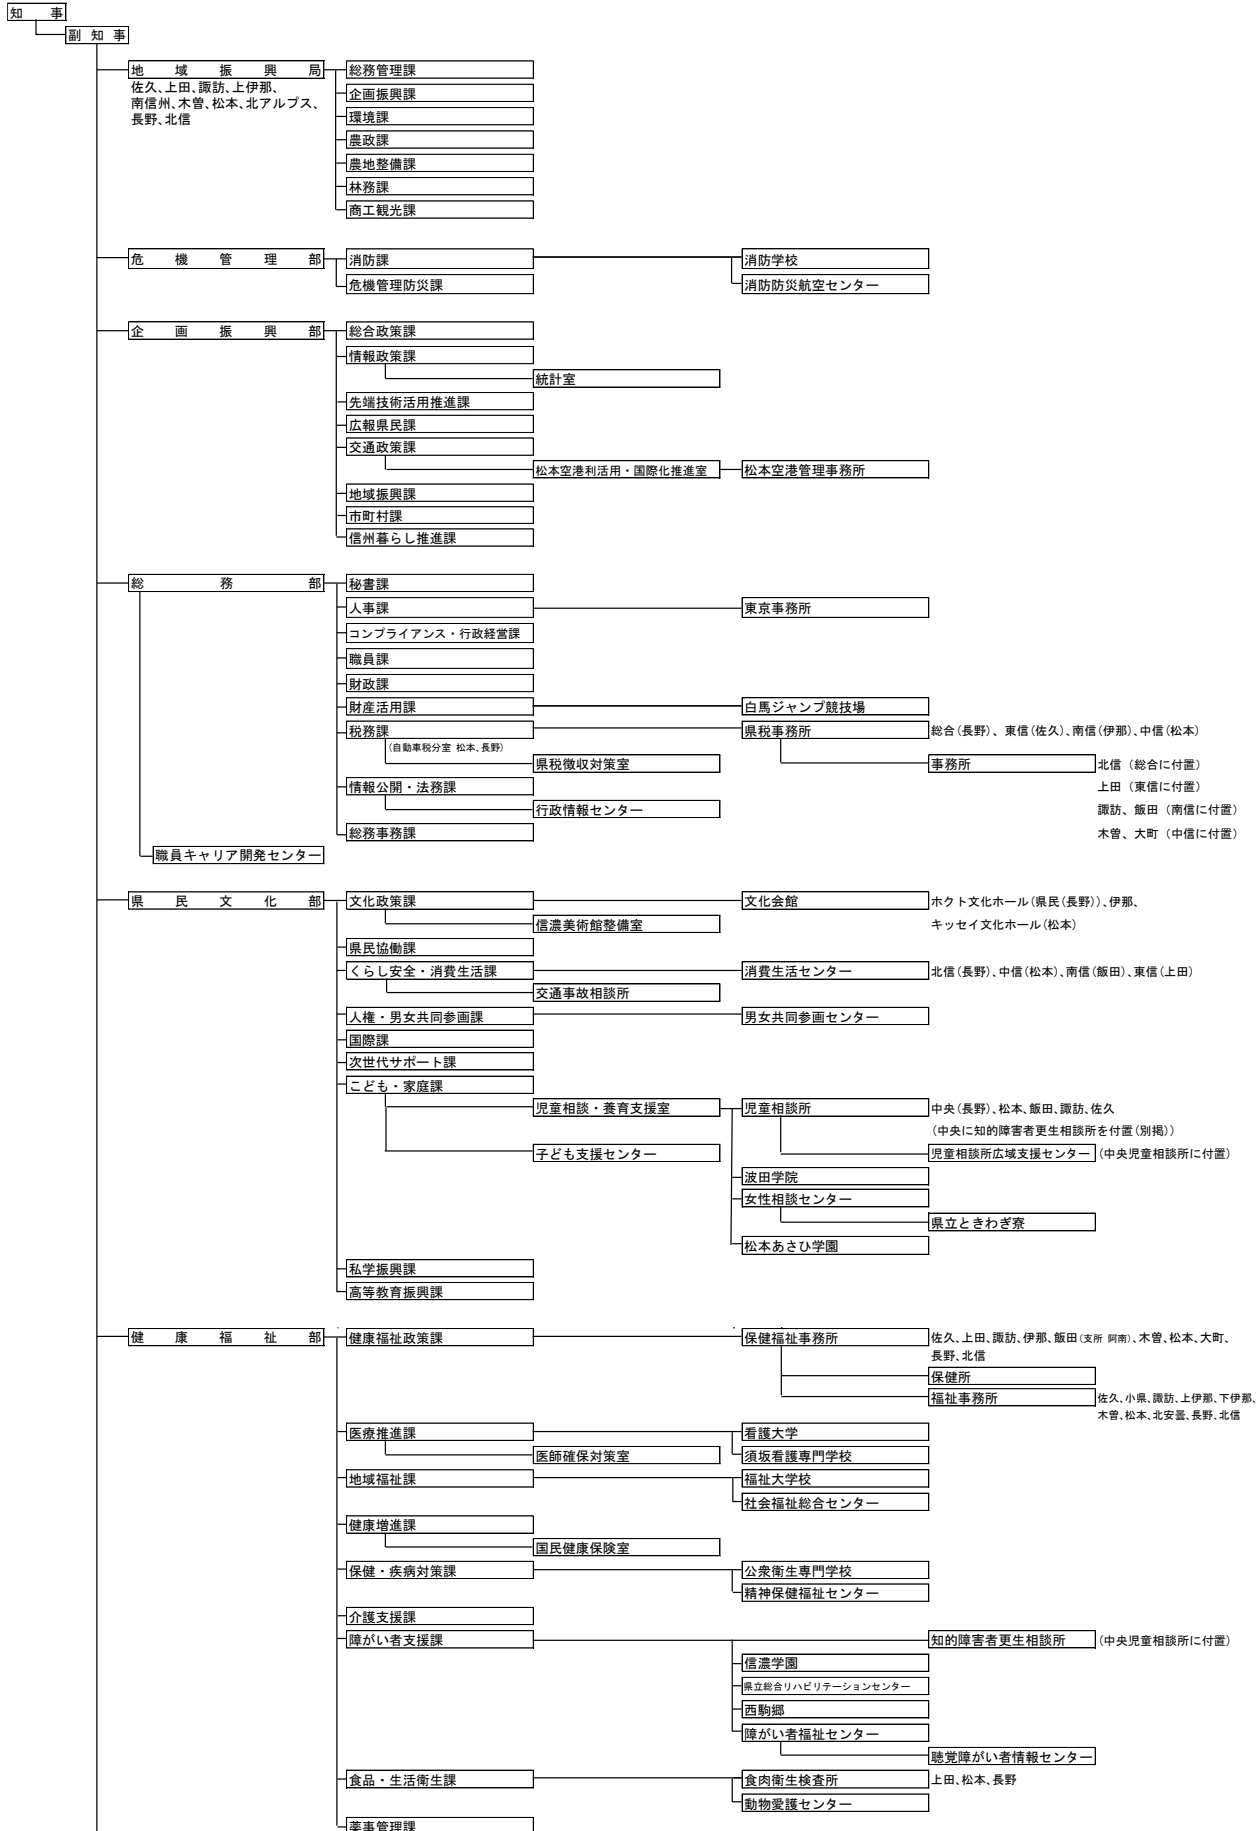 知事
副知事
地域振興局 総務管理課
佐久、上田、諏訪、上伊那、
南信州、木曽、松本、北アルプス、
長野、北信
企画振興課
環境課
農政課
農地整備課
林務課
商工観光課
危機管理部 消防課 消防学校
危機管理防災課 消防防災航空センター
企画振興部 総合政策課
情報政策課
統計室
先端技術活用推進課
広報県民課
交通政策課
松本空港利活用・国際化推進室 松本空港管理事務所
地域振興課
市町村課
信州暮らし推進課
総務部 秘書課
人事課 東京事務所
コンプライアンス・行政経営課
職員課
財政課
財産活用課 白馬ジャンプ競技場
税務課 県税事務所 総合(長野)、東信(佐久)、南信(伊那)、中信(松本)
(自動車税分室 松本、長野)
県税徴収対策室 事務所 北信(総合に付置)
情報公開・法務課 上田(東信に付置)
行政情報センター 諏訪、飯田(南信に付置)
総務事務課 木曽、大町(中信に付置)
職員キャリア開発センター
県民文化部 文化政策課 文化会館 ホクト文化ホール(県民(長野))、伊那、
信濃美術館整備室 キッセイ文化ホール(松本)
県民協働課
くらし安全・消費生活課 消費生活センター 北信(長野)、中信(松本)、南信(飯田)、東信(上田)
交通事故相談所
人権・男女共同参画課 男女共同参画センター
国際課
次世代サポート課
こども・家庭課
児童相談・養育支援室 児童相談所 中央(長野)、松本、飯田、諏訪、佐久
(中央に知的障害者更生相談所を付置(別掲))
子ども支援センター 児童相談所広域支援センター (中央児童相談所に付置)
波田学院
女性相談センター
県立ときわぎ寮
松本あさひ学園
私学振興課
高等教育振興課
健康福祉部 健康福祉政策課 保健福祉事務所 佐久、上田、諏訪、伊那、飯田(支所 阿南)、木曽、松本、大町、
長野、北信
保健所
福祉事務所 佐久、小県、諏訪、上伊那、下伊那、
木曽、松本、北安曇、長野、北信
医療推進課 看護大学
医師確保対策室 須坂看護専門学校
地域福祉課 福祉大学校
社会福祉総合センター
健康増進課
国民健康保険室
保健・疾病対策課 公衆衛生専門学校
精神保健福祉センター
介護支援課
障がい者支援課 知的障害者更生相談所 (中央児童相談所に付置)
信濃学園
県立総合リハビリテーションセンター
西駒郷
障がい者福祉センター
聴覚障がい者情報センター
食品・生活衛生課 食肉衛生検査所 上田、松本、長野
動物愛護センター
薬事管理課